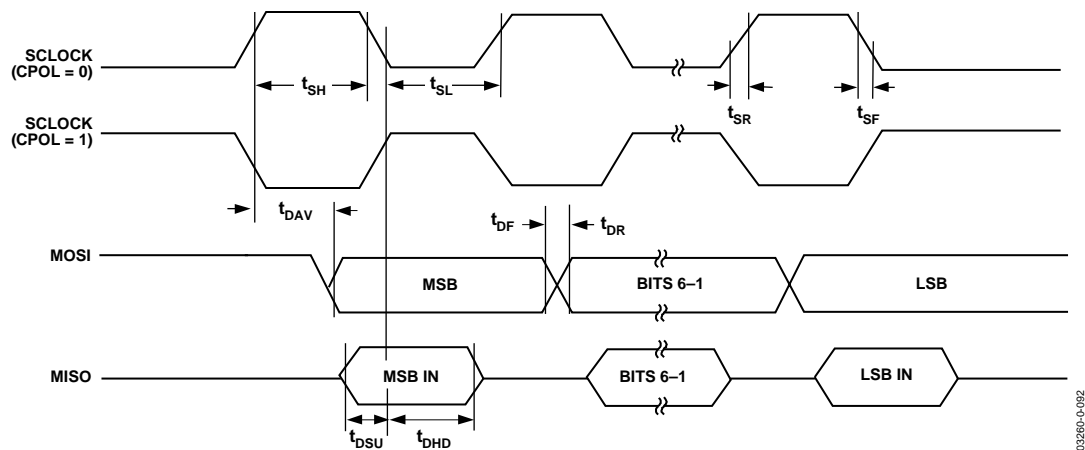 SCLOCK
(CPOL = 0)
tSH
tSL
tSR
tSF
SCLOCK
(CPOL = 1)
tDAV
tDF
tDR
MOSI
MSB
BITS 6–1
LSB
MISO
MSB IN
BITS 6–1
LSB IN
tDSU
tDHD
03260-0-092